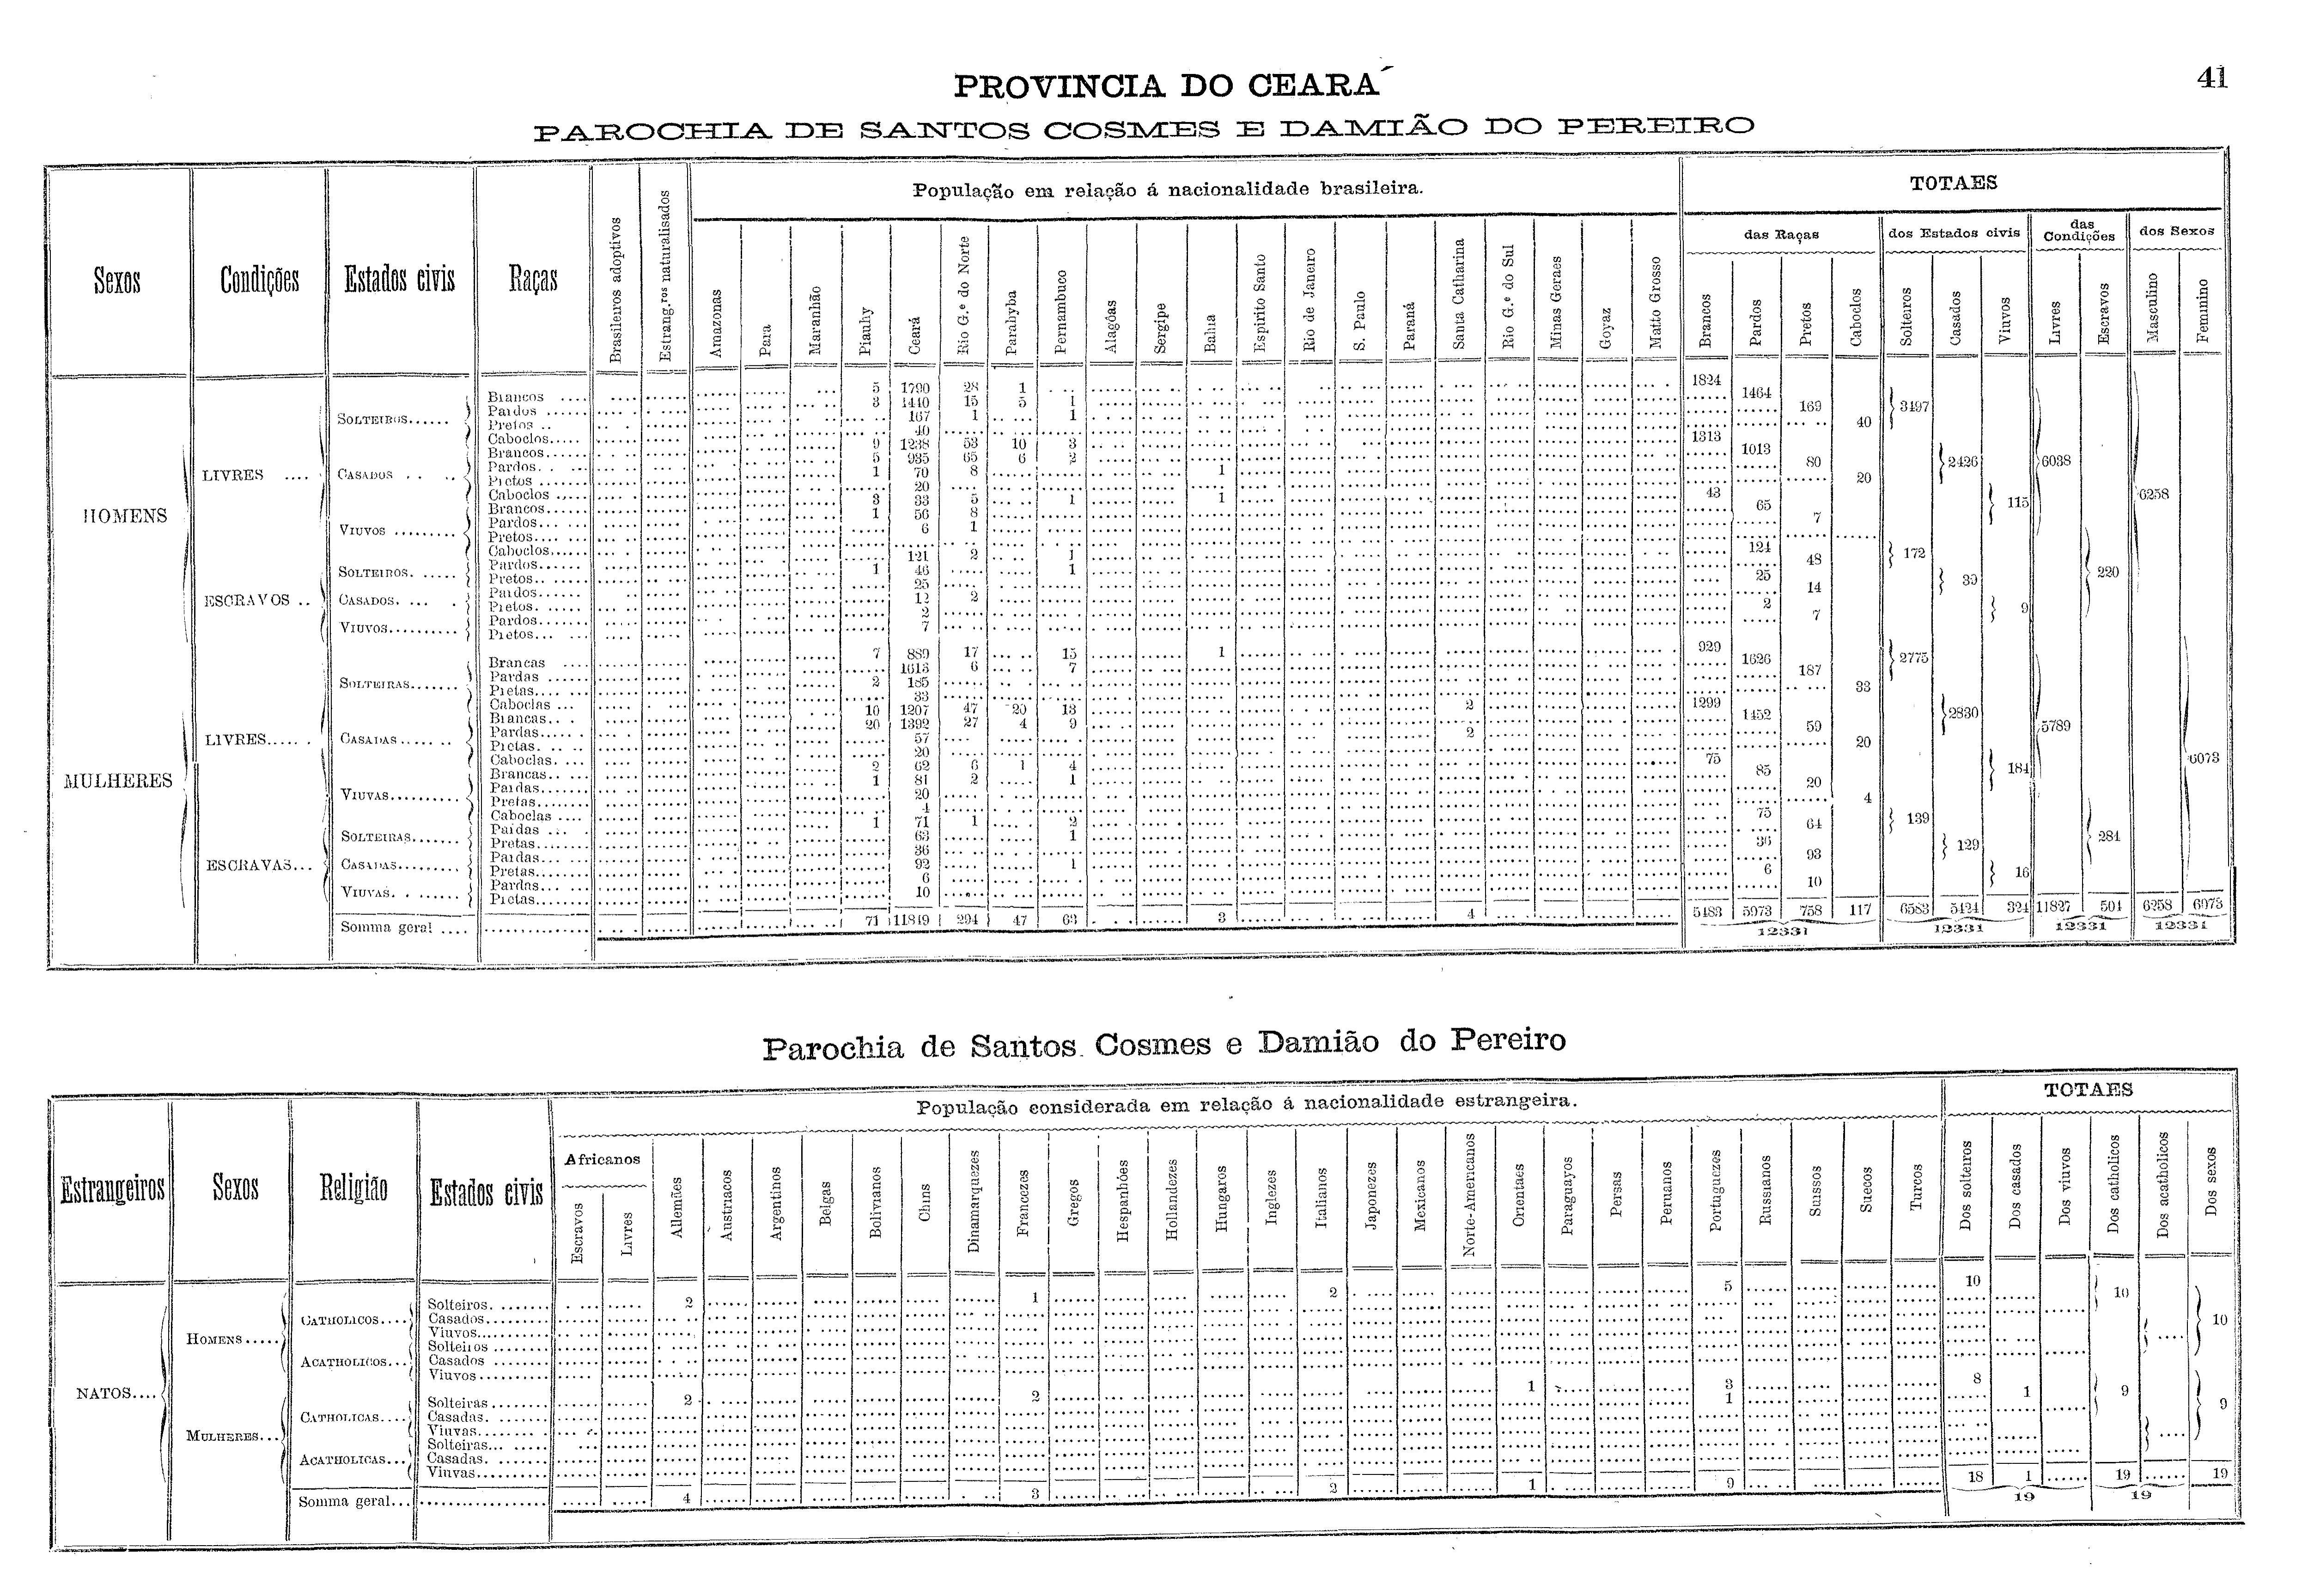 PROVINCIA DO CEARÁ
41
PAROCHIA DE SANTOS COSMES E DAMIÃO DO PEREIRO
Sexos Condições Estados civis Raças Brasileiros adoptivos Estrang.ros naturalisados
População em relação á nacionalidade brasileira.
Amazonas Para Maranhão Piauhy Ceará Rio G.e do Norte Parahyba Pernambuco Alagôas Sergipe Bahia Espirito Santo Rio de Janeiro S. Paulo Paraná Santa Catharina Rio G.e do Sul Minas Geraes Goyaz Matto Grosso
TOTAES
das Raças dos Estados civis das Condições dos Sexos
Brancos Pardos Pretos Caboclos Solteiros Casados Viuvos Livres Escravos Masculino Feminino
HOMENS LIVRES SOLTEIROS Brancos 5 1790 28 1 1824 3497 6038 6258
Pardos 3 1440 15 5 1 1464
Pretos 167 1 1 169
Caboclos 40 40
CASADOS Brancos 9 1238 53 10 3 1313 2426
Pardos 5 935 65 6 2 1013
Pretos 1 70 8 1 80
Caboclos 20 20
VIUVOS Brancos 3 33 5 1 1 43 115
Pardos 1 56 8 65
Pretos 6 1 7
Caboclos
ESCRAVOS SOLTEIROS Pardos 121 2 1 124 172 220
Pretos 1 46 1 48
CASADOS Pardos 25 25 39
Pretos 12 2 14
VIUVOS Pardos 2 2 9
Pretos 7 7
MULHERES LIVRES SOLTEIRAS Brancas 7 889 17 15 1 929 2775 5789 6073
Pardas 1613 6 7 1626
Pretas 2 185 187
Caboclas 33 33
CASADAS Brancas 10 1207 47 20 13 2 1299 2830
Pardas 20 1392 27 4 9 1452
Pretas 57 2 59
Caboclas 20 20
VIUVAS Brancas 2 62 6 1 4 75 184
Pardas 1 81 2 1 85
Pretas 20 20
Caboclas 4 4
ESCRAVAS SOLTEIRAS Pardas 1 71 1 2 75 139 284
Pretas 63 1 64
CASADAS Pardas 36 36 129
Pretas 92 1 93
VIUVAS Pardas 6 6 16
Pretas 10 10
Somma geral 71 11849 294 47 63 3 4 5483 5973 758 117 6583 5424 324 11827 504 6258 6073
12331 12331 12331 12331
Parochia de Santos Cosmes e Damião do Pereiro
Estrangeiros Sexos Religião Estados civis
População considerada em relação á nacionalidade estrangeira.
Africanos
Escravos Livres Allemães Austriacos Argentinos Belgas Bolivianos Chins Dinamarquezes Francezes Gregos Hespanhóes Hollandezes Hungaros Inglezes Italianos Japonezes Mexicanos Norte-Americanos Orientaes Paraguayos Persas Peruanos Portuguezes Russianos Suissos Suecos Turcos
TOTAES
Dos solteiros Dos casados Dos viuvos Dos catholicos Dos acatholicos Dos sexos
NATOS HOMENS CATHOLICOS Solteiros 2 1 2 5 10 10 10
Casados
Viuvos
ACATHOLICOS Solteiros
Casados
Viuvos
MULHERES CATHOLICAS Solteiras 2 2 1 3 8 9 9
Casadas 1 1
Viuvas
ACATHOLICAS Solteiras
Casadas
Viuvas
Somma geral 4 3 2 1 9 18 1 19 19
19 19